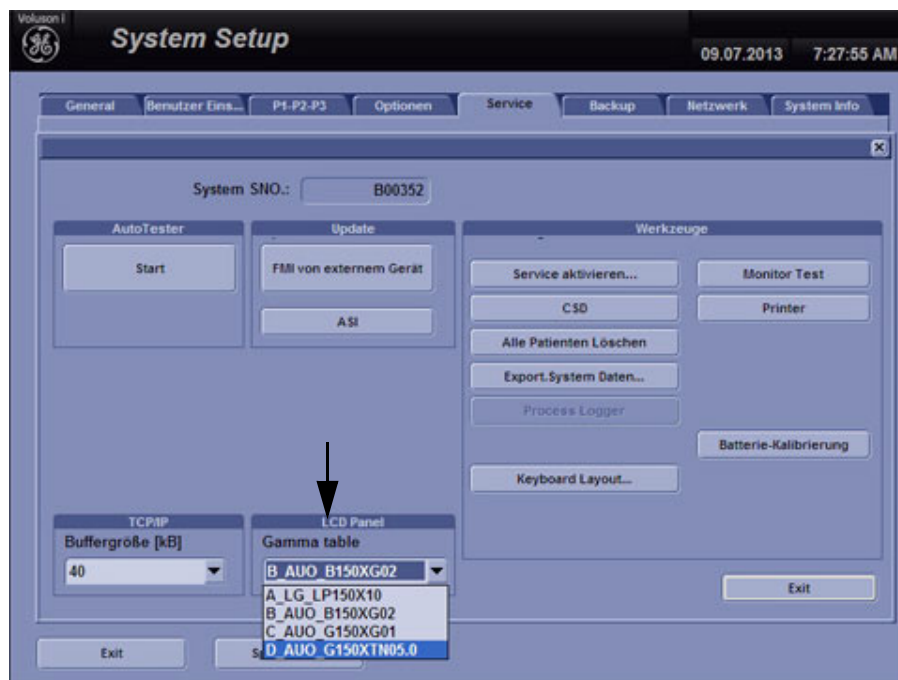 Voluson i
GE
System Setup
09.07.2013 7:27:55 AM
General Benutzer Eins... P1-P2-P3 Optionen Service Backup Netzwerk System Info
System SNO.: B00352
AutoTester Update Werkzeuge
Start FMI von externem Gerät Service aktivieren... Monitor Test
ASI CSD Printer
Alle Patienten Löschen
Export.System Daten...
Process Logger
Batterie-Kalibrierung
Keyboard Layout...
TCP/IP LCD Panel
Buffergröße [kB] Gamma table
40 B_AUO_B150XG02
A_LG_LP150X10
B_AUO_B150XG02
C_AUO_G150XG01
D_AUO_G150XTN05.0
Exit
Exit